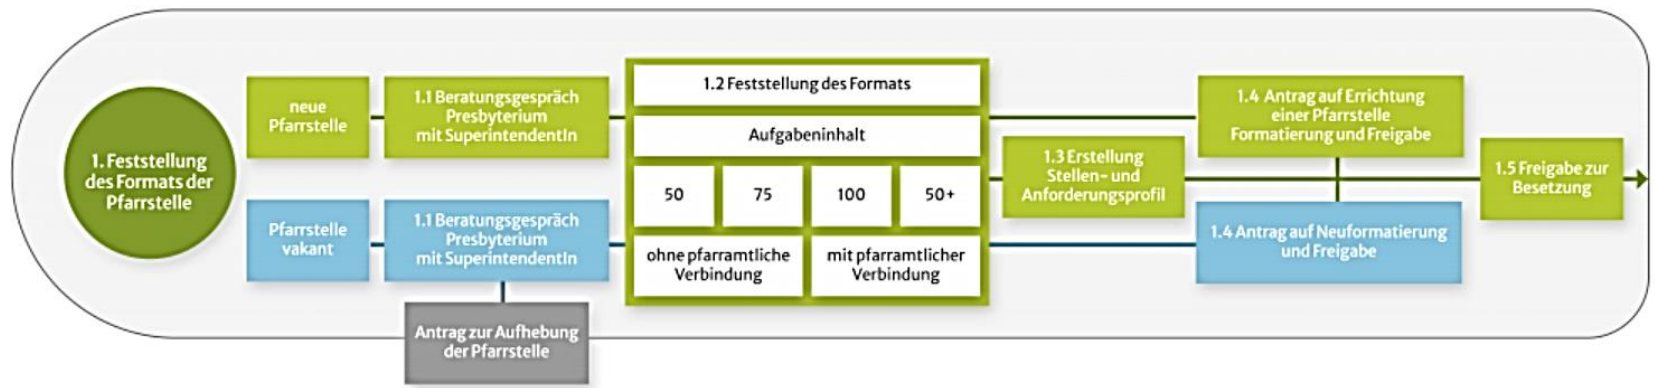 1. Feststellung
des Formats der
Pfarrstelle
neue
Pfarrstelle
1.1 Beratungsgespräch
Presbyterium
mit SuperintendentIn
Pfarrstelle
vakant
1.1 Beratungsgespräch
Presbyterium
mit SuperintendentIn
Antrag zur Aufhebung
der Pfarrstelle
1.2 Feststellung des Formats
Aufgabeninhalt
50 75 100 50+
ohne pfarramtliche
Verbindung
mit pfarramtlicher
Verbindung
1.3 Erstellung
Stellen- und
Anforderungsprofil
1.4 Antrag auf Errichtung
einer Pfarrstelle
Formatierung und Freigabe
1.4 Antrag auf Neuformatierung
und Freigabe
1.5 Freigabe zur
Besetzung